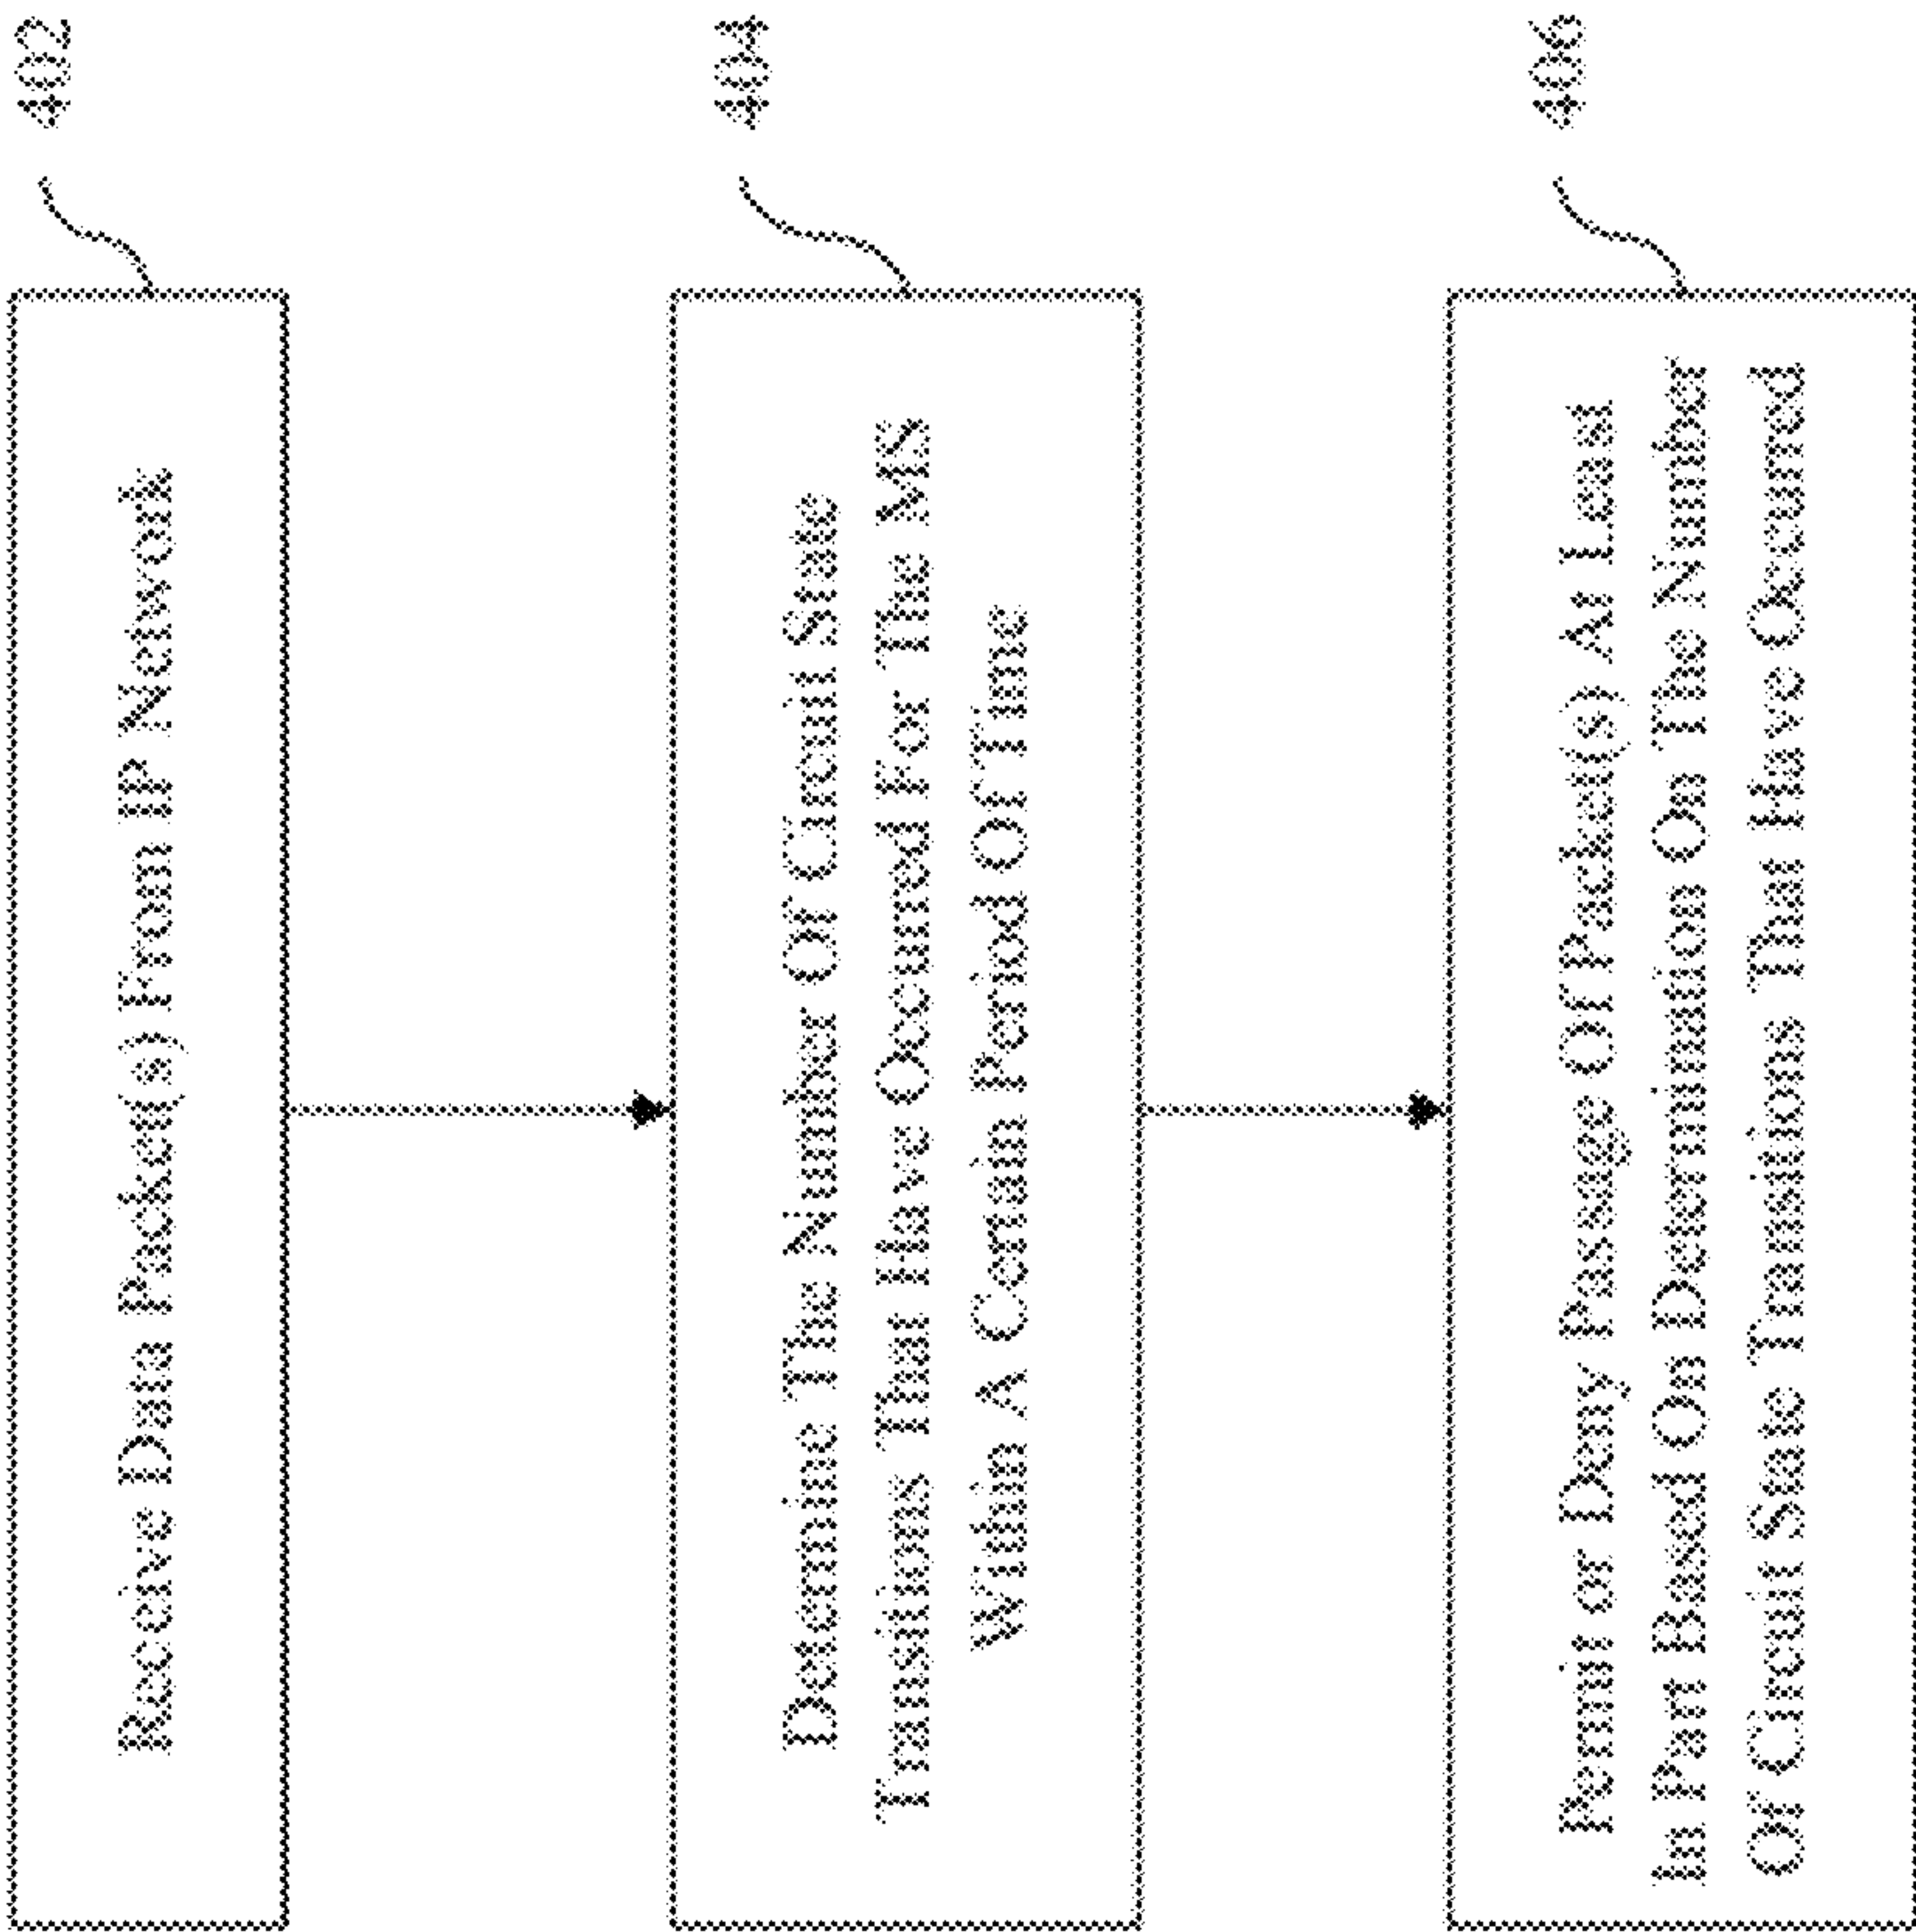 402
Receive Data Packet(s) From IP Network
404
Determine The Number Of Circuit State
Transitions That Have Occurred For The MS
Within A Certain Period Of Time
406
Permit or Deny Passage Of Packet(s) At Least
In Part Based On Determination On The Number
Of Circuit State Transitions That Have Occurred